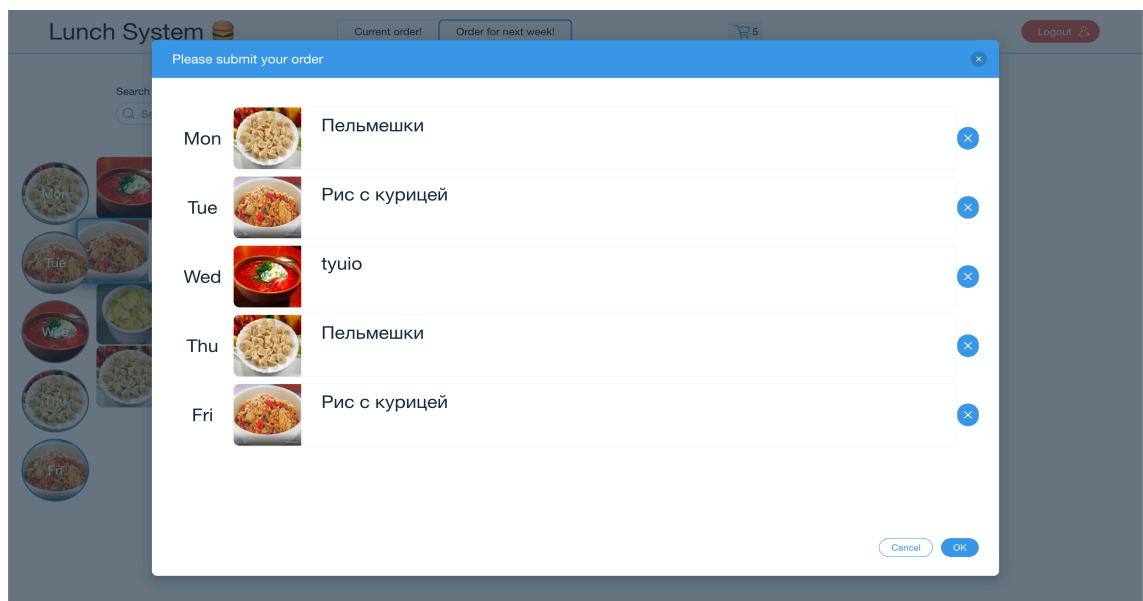 Lunch System 🍔
Current order!
Order for next week!
5
Logout
Please submit your order
Search
Mon
Пельмешки
Tue
Рис с курицей
Wed
tyuio
Thu
Пельмешки
Fri
Рис с курицей
Mon
Tue
Wed
Thu
Fri
Cancel
OK